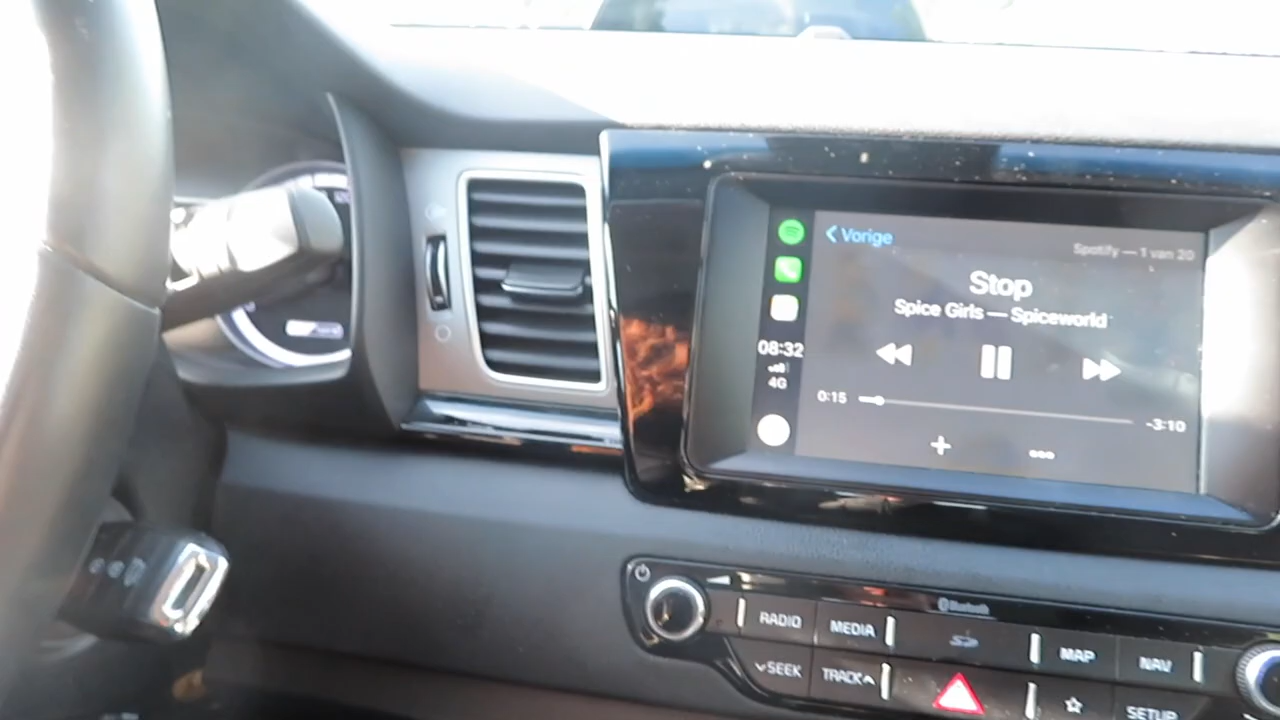 Vorige
Spotify — 1 van 20
Stop
Spice Girls — Spiceworld
08:32
4G
0:15
-3:10
Bluetooth
RADIO
MEDIA
MAP
NAV
SEEK
TRACK
SETUP